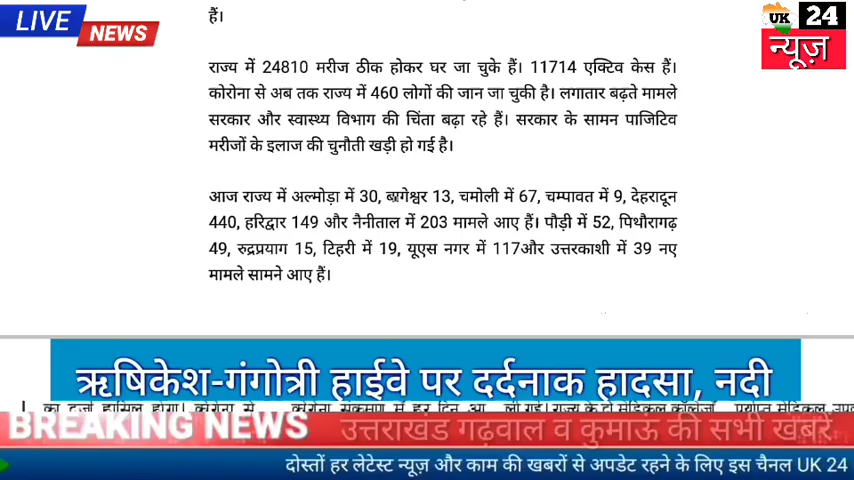 LIVE
NEWS
UK 24
न्यूज़
हैं।
राज्य में 24810 मरीज ठीक होकर घर जा चुके हैं। 11714 एक्टिव केस हैं।
कोरोना से अब तक राज्य में 460 लोगों की जान जा चुकी है। लगातार बढ़ते मामले
सरकार और स्वास्थ्य विभाग की चिंता बढ़ा रहे हैं। सरकार के सामन पाजिटिव
मरीजों के इलाज की चुनौती खड़ी हो गई है।
आज राज्य में अल्मोड़ा में 30, बागेश्वर 13, चमोली में 67, चम्पावत में 9, देहरादून
440, हरिद्वार 149 और नैनीताल में 203 मामले आए हैं। पौड़ी में 52, पिथौरागढ़
49, रुद्रप्रयाग 15, टिहरी में 19, यूएस नगर में 117और उत्तरकाशी में 39 नए
मामले सामने आए हैं।
ऋषिकेश-गंगोत्री हाईवे पर दर्दनाक हादसा, नदी
BREAKING NEWS
उत्तराखंड गढ़वाल व कुमाऊ की सभी खबरें
दोस्तों हर लेटेस्ट न्यूज़ और काम की खबरों से अपडेट रहने के लिए इस चैनल UK 24